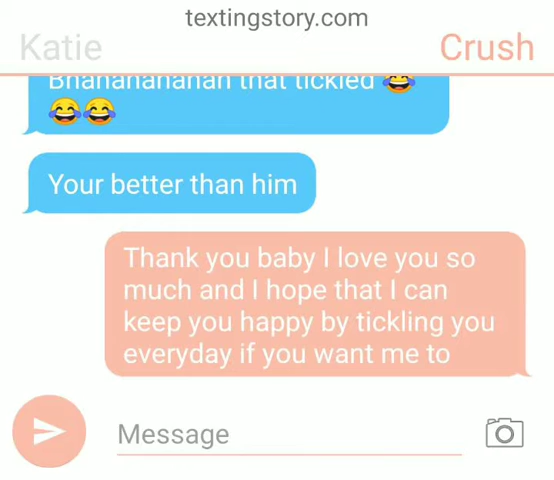 textingstory.com
Katie
Crush
that tickled 😂
😂😂
Your better than him
Thank you baby I love you so
much and I hope that I can
keep you happy by tickling you
everyday if you want me to
Message